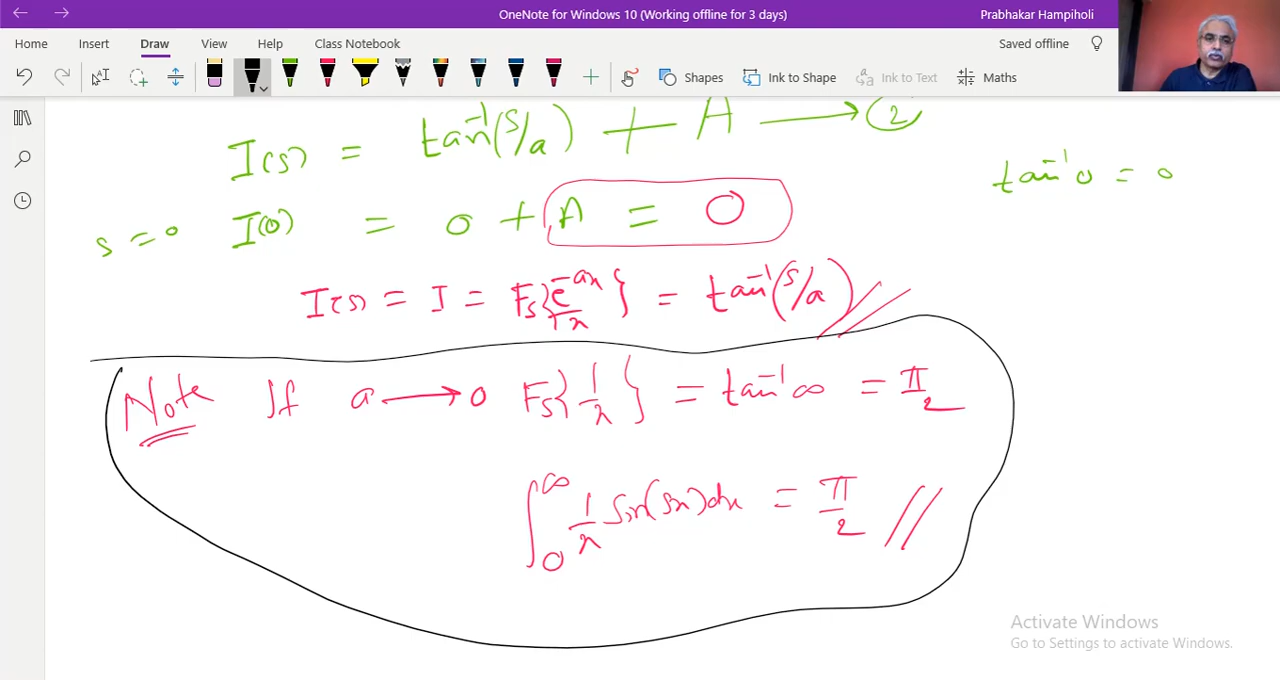 OneNote for Windows 10 (Working offline for 3 days)
Prabhakar Hampiholi
Home Insert Draw View Help Class Notebook
Saved offline
Shapes Ink to Shape Ink to Text Maths
I(s) = tan⁻¹(s/a) + A → ②
tan⁻¹0 = 0
s = 0 I(0) = 0 + A = 0
I(s) = I = Fs{e⁻ᵃˣ/x} = tan⁻¹(s/a) //
Note If a → 0 Fs{1/x} = tan⁻¹∞ = π/2
∫₀^∞ 1/x sin(sx)dx = π/2 //
Activate Windows
Go to Settings to activate Windows.